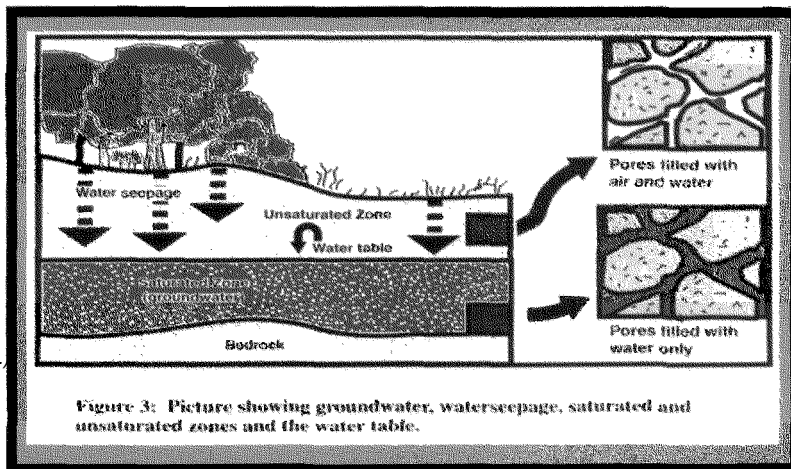 Water seepage
Unsaturated Zone
Water table
Saturated zone
(groundwater)
Bedrock
Pores filled with
air and water
Pores filled with
water only
Figure 3: Picture showing groundwater, waterseepage, saturated and
unsaturated zones and the water table.